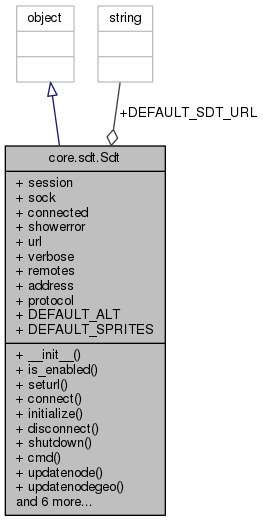 object
string
+DEFAULT_SDT_URL
core.sdt.Sdt
+ session
+ sock
+ connected
+ showerror
+ url
+ verbose
+ remotes
+ address
+ protocol
+ DEFAULT_ALT
+ DEFAULT_SPRITES
+ __init__()
+ is_enabled()
+ seturl()
+ connect()
+ initialize()
+ disconnect()
+ shutdown()
+ cmd()
+ updatenode()
+ updatenodegeo()
and 6 more...